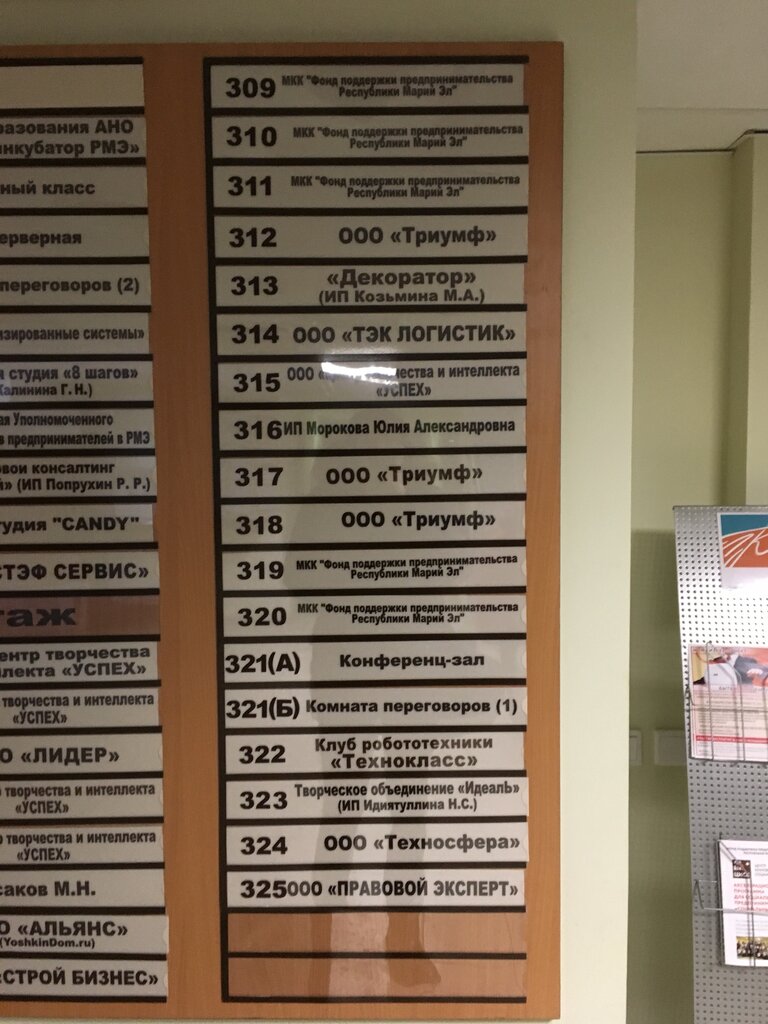 разования АНО
инкубатор РМЭ»
ный класс
ерверная
переговоров (2)
изированные системы»
я студия «8 шагов»
Калинина Г. Н.)
ая Уполномоченного
в предпринимателей в РМЭ
вои консалтинг
й» (ИП Попрухин Р. Р.)
тудия "CANDY"
СТЭФ СЕРВИС»
таж
ентр творчества
ллекта «УСПЕХ»
творчества и интеллекта
«УСПЕХ»
О «ЛИДЕР»
творчества и интеллекта
«УСПЕХ»
р творчества и интеллекта
«УСПЕХ»
саков М.Н.
О «АЛЬЯНС»
(YoshkinDom.ru)
«СТРОЙ БИЗНЕС»
309 МКК "Фонд поддержки предпринимательства
Республики Марий Эл"
310 МКК "Фонд поддержки предпринимательства
Республики Марий Эл"
311 МКК "Фонд поддержки предпринимательства
Республики Марий Эл"
312 ООО «Триумф»
313 «Декоратор»
(ИП Козьмина М.А.)
314 ООО «ТЭК ЛОГИСТИК»
315 ООО «Центр творчества и интеллекта
«УСПЕХ»
316 ИП Морокова Юлия Александровна
317 ООО «Триумф»
318 ООО «Триумф»
319 МКК "Фонд поддержки предпринимательства
Республики Марий Эл"
320 МКК "Фонд поддержки предпринимательства
Республики Марий Эл"
321(А) Конференц-зал
321(Б) Комната переговоров (1)
322 Клуб робототехники
«Технокласс»
323 Творческое объединение «ИдеалЬ»
(ИП Идиятуллина Н.С.)
324 ООО «Техносфера»
325 ООО «ПРАВОВОЙ ЭКСПЕРТ»